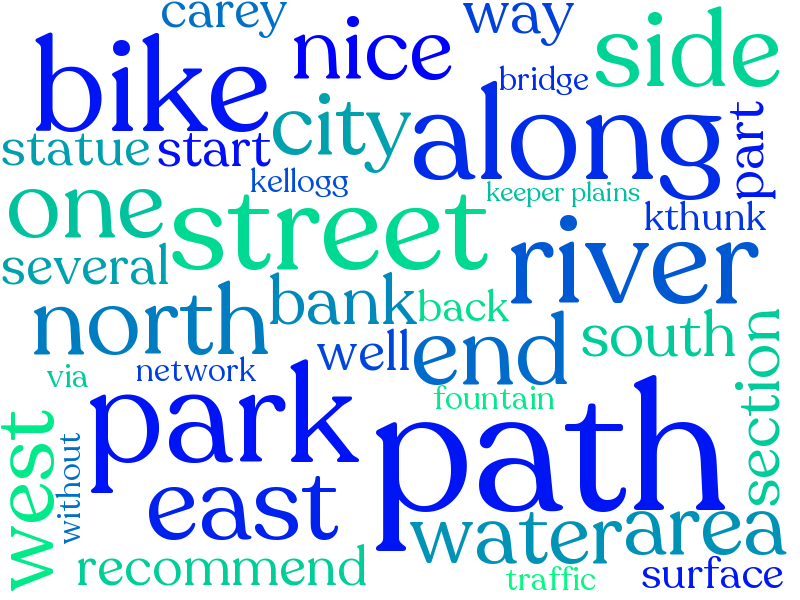 carey
way
nice
side
bike
bridge
along
city
part
statue
start
kellogg
keeper plains
one
street
kthunk
river
several
bank
north
back
end
south
well
section
via
network
park
fountain
path
west
without
east
water
area
recommend
traffic
surface